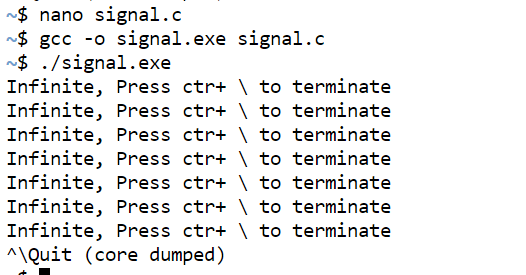 ~$ nano signal.c
~$ gcc -o signal.exe signal.c
~$ ./signal.exe
Infinite, Press ctr+ \ to terminate
Infinite, Press ctr+ \ to terminate
Infinite, Press ctr+ \ to terminate
Infinite, Press ctr+ \ to terminate
Infinite, Press ctr+ \ to terminate
Infinite, Press ctr+ \ to terminate
Infinite, Press ctr+ \ to terminate
^\Quit (core dumped)
~$